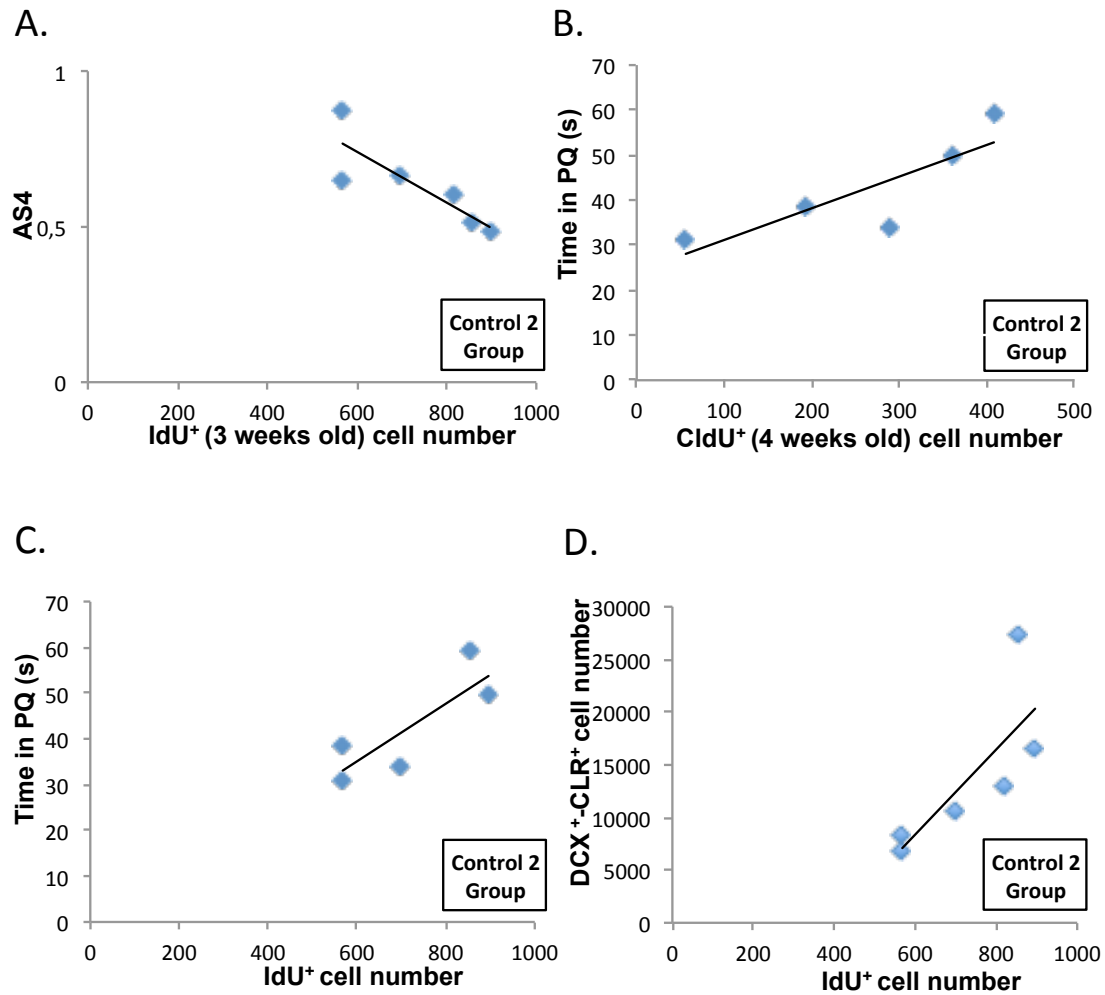 A.
1
0,5
0
AS4
0 200 400 600 800 1000
IdU⁺ (3 weeks old) cell number
Control 2
Group
B.
70
60
50
40
30
20
10
0
Time in PQ (s)
0 100 200 300 400 500
CldU⁺ (4 weeks old) cell number
Control 2
Group
C.
70
60
50
40
30
20
10
0
Time in PQ (s)
0 200 400 600 800 1000
IdU⁺ cell number
Control 2
Group
D.
30000
25000
20000
15000
10000
5000
0
DCX⁺-CLR⁺ cell number
0 200 400 600 800 1000
IdU⁺ cell number
Control 2
Group